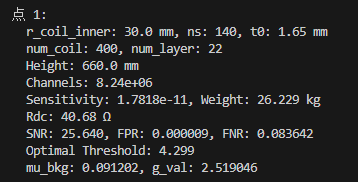 点 1:
r_coil_inner: 30.0 mm, ns: 140, t0: 1.65 mm
num_coil: 400, num_layer: 22
Height: 660.0 mm
Channels: 8.24e+06
Sensitivity: 1.7818e-11, Weight: 26.229 kg
Rdc: 40.68 Ω
SNR: 25.640, FPR: 0.000009, FNR: 0.083642
Optimal Threshold: 4.299
mu_bkg: 0.091202, g_val: 2.519046